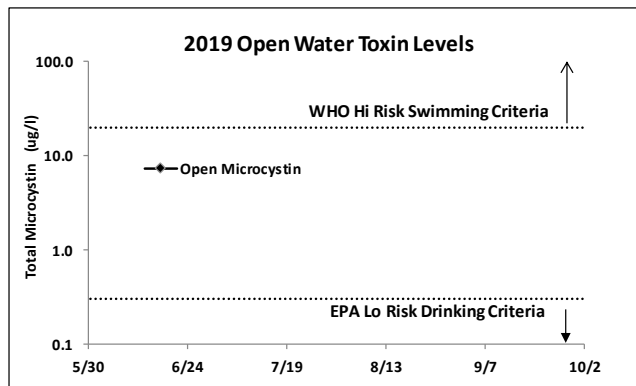 2019 Open Water Toxin Levels
100.0
WHO Hi Risk Swimming Criteria
10.0
Open Microcystin
Total Microcystin (ug/l)
1.0
EPA Lo Risk Drinking Criteria
0.1
5/30 6/24 7/19 8/13 9/7 10/2